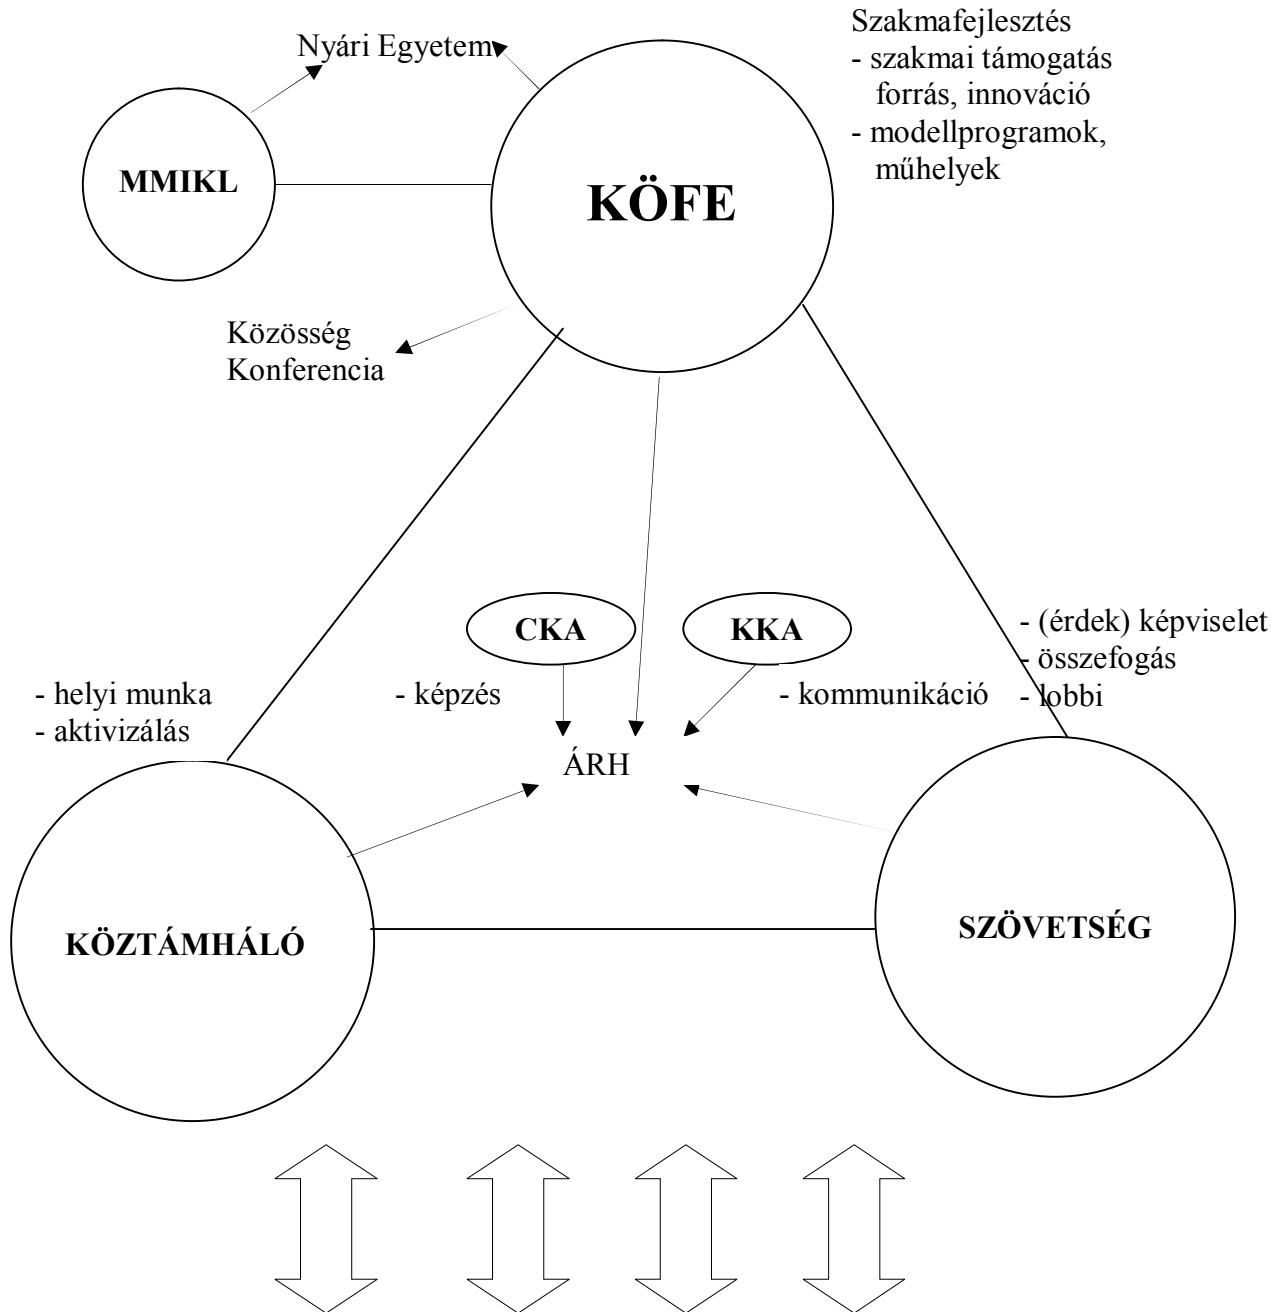 Szakmafejlesztés
- szakmai támogatás
forrás, innováció
- modellprogramok,
műhelyek
Nyári Egyetem
MMIKL
KÖFE
Közösség
Konferencia
CKA
KKA
- (érdek) képviselet
- összefogás
- lobbi
- helyi munka
- aktivizálás
- képzés
- kommunikáció
ÁRH
KÖZTÁMHÁLÓ
SZÖVETSÉG